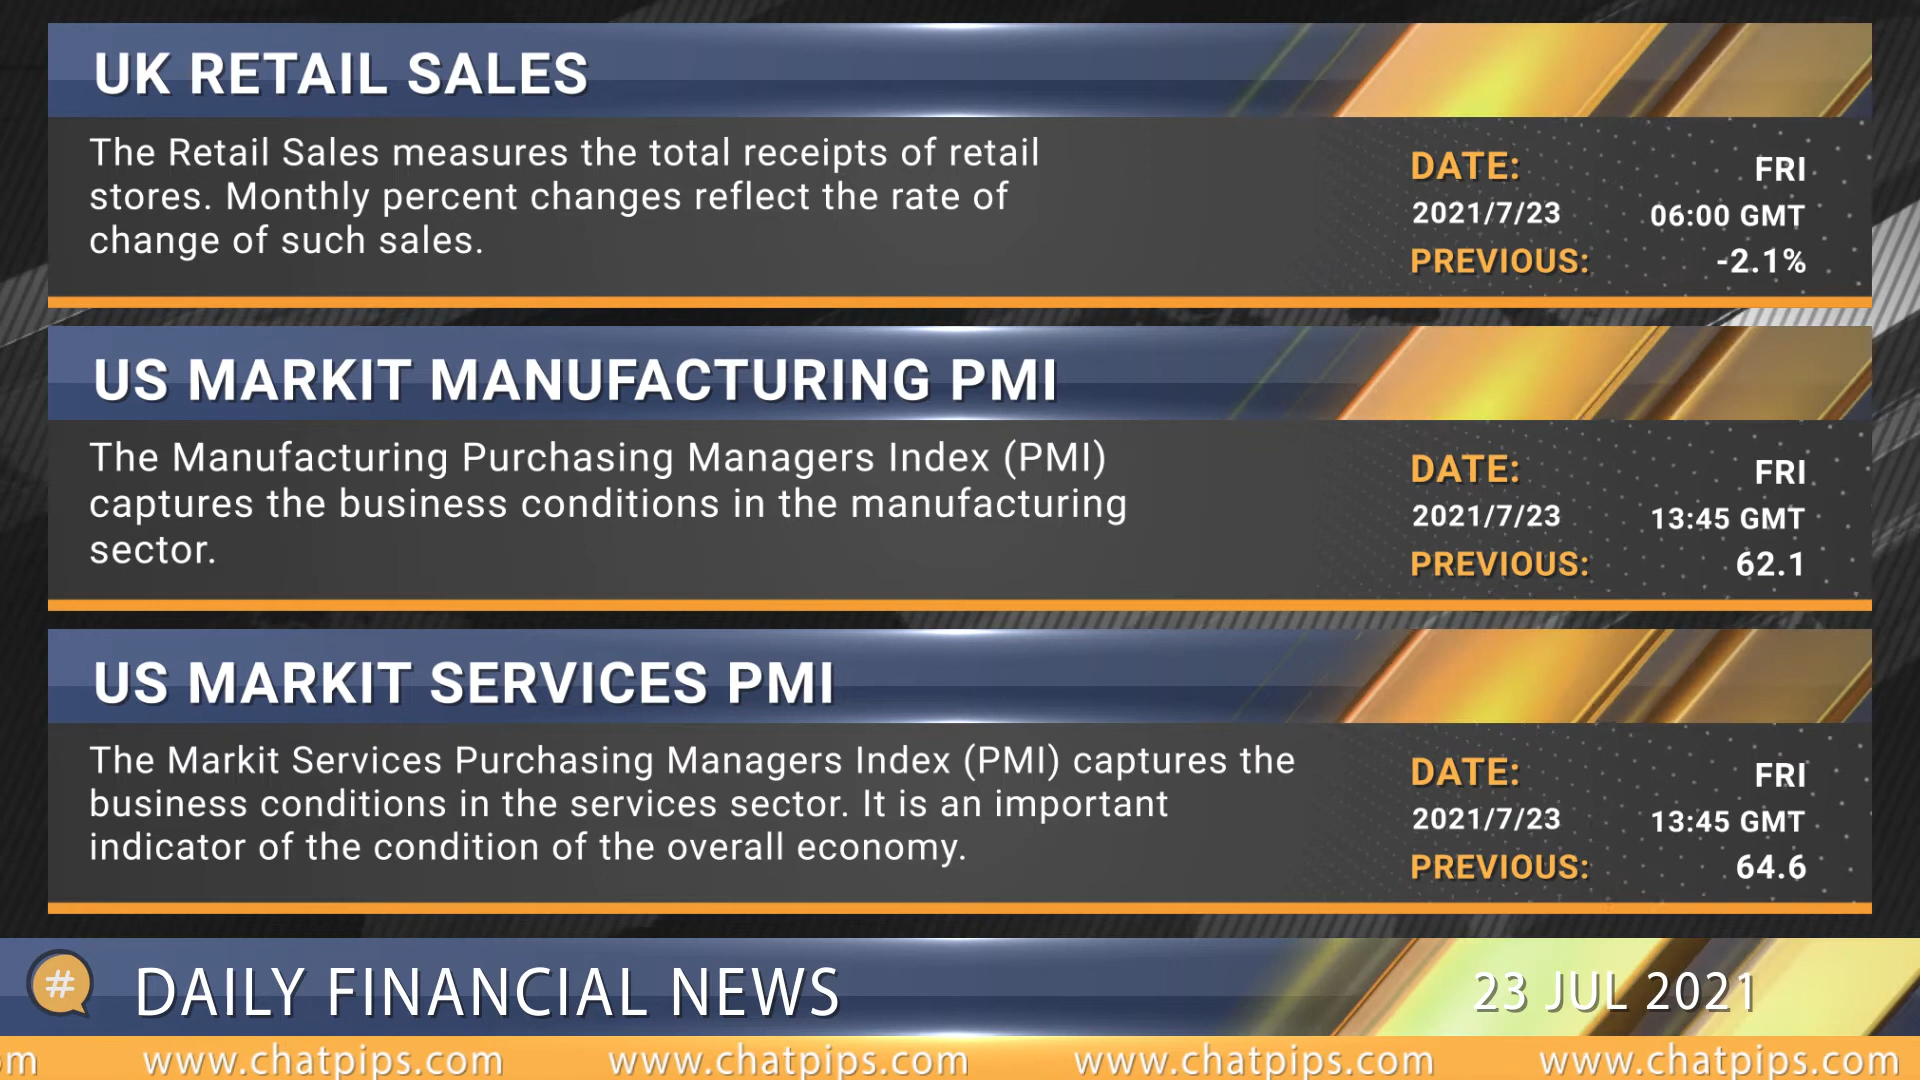 UK RETAIL SALES
The Retail Sales measures the total receipts of retail
stores. Monthly percent changes reflect the rate of
change of such sales.
DATE: FRI
2021/7/23 06:00 GMT
PREVIOUS: -2.1%
US MARKIT MANUFACTURING PMI
The Manufacturing Purchasing Managers Index (PMI)
captures the business conditions in the manufacturing
sector.
DATE: FRI
2021/7/23 13:45 GMT
PREVIOUS: 62.1
US MARKIT SERVICES PMI
The Markit Services Purchasing Managers Index (PMI) captures the
business conditions in the services sector. It is an important
indicator of the condition of the overall economy.
DATE: FRI
2021/7/23 13:45 GMT
PREVIOUS: 64.6
# DAILY FINANCIAL NEWS 23 JUL 2021
om www.chatpips.com www.chatpips.com www.chatpips.com www.chatpips.com